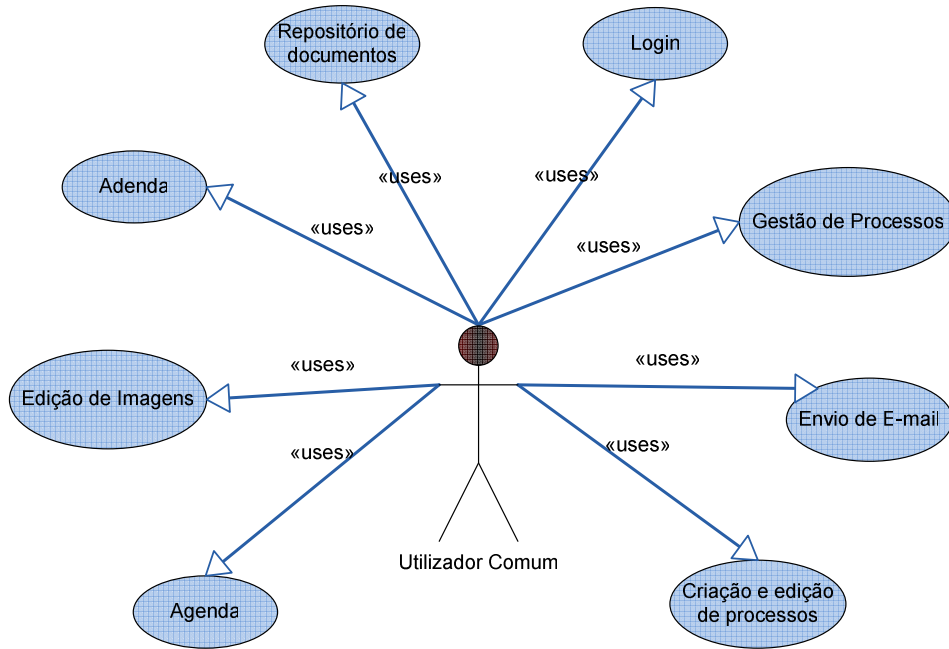 Repositório de
documentos
Login
«uses»
«uses»
Adenda
«uses»
«uses»
Gestão de Processos
«uses»
«uses»
Edição de Imagens
Envio de E-mail
«uses»
«uses»
Utilizador Comum
Agenda
Criação e edição
de processos